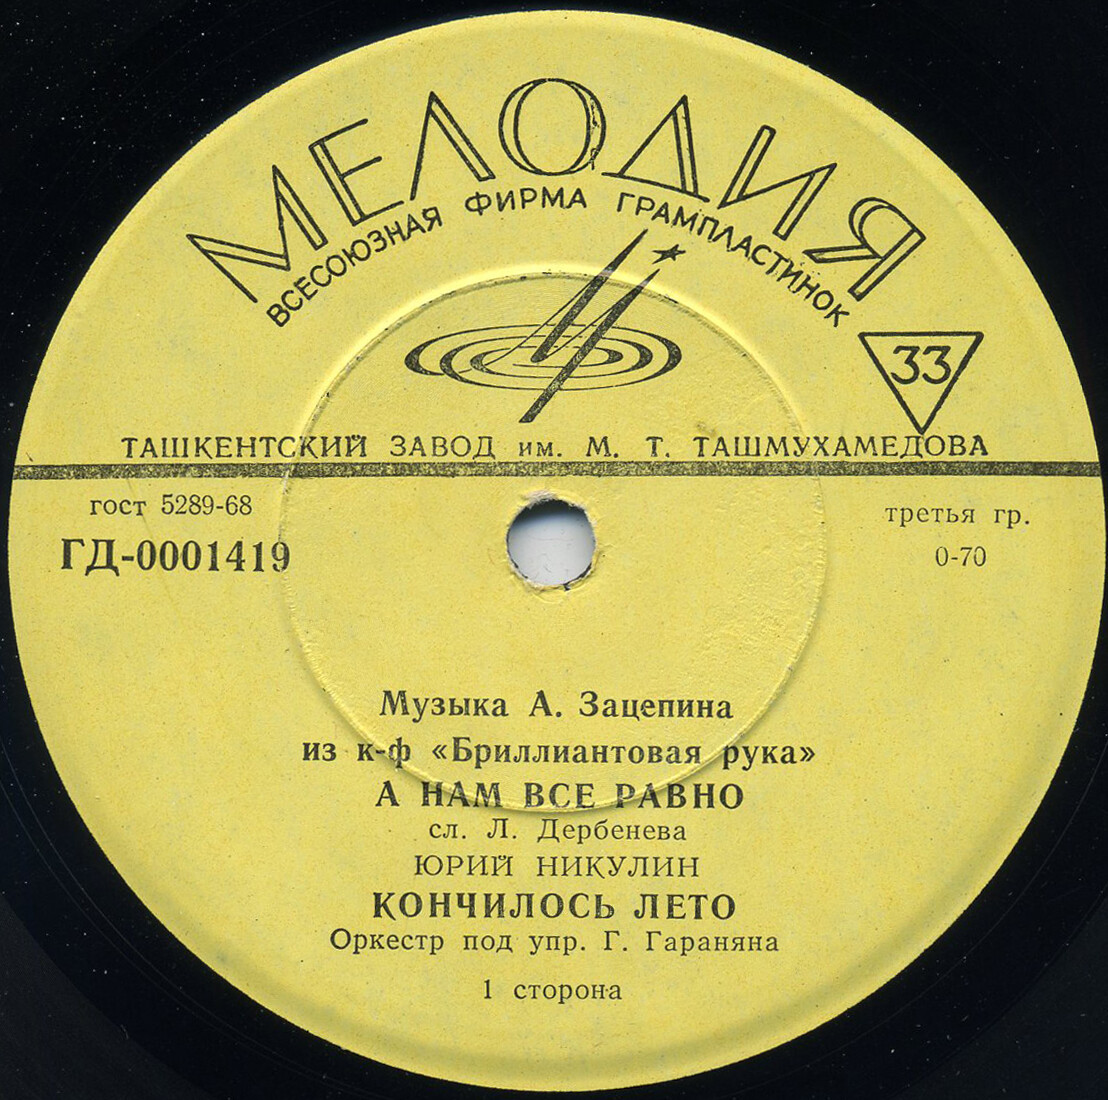 МЕЛОДИЯ
ВСЕСОЮЗНАЯ ФИРМА ГРАМПЛАСТИНОК
33
ТАШКЕНТСКИЙ ЗАВОД им. М. Т. ТАШМУХАМЕДОВА
гост 5289-68
третья гр.
ГД-0001419
0-70
Музыка А. Зацепина
из к-ф «Бриллиантовая рука»
А НАМ ВСЕ РАВНО
сл. Л. Дербенева
ЮРИЙ НИКУЛИН
КОНЧИЛОСЬ ЛЕТО
Оркестр под упр. Г. Гараняна
1 сторона